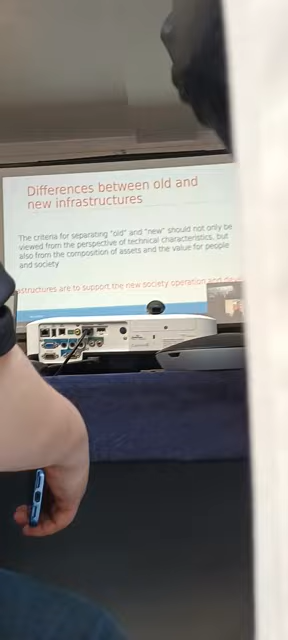 Differences between old and
new infrastructures
The criteria for separating "old" and "new" should not only be
viewed from the perspective of technical characteristics, but
also from the composition of assets and the value for people
and society
structures are to support the new society operation and